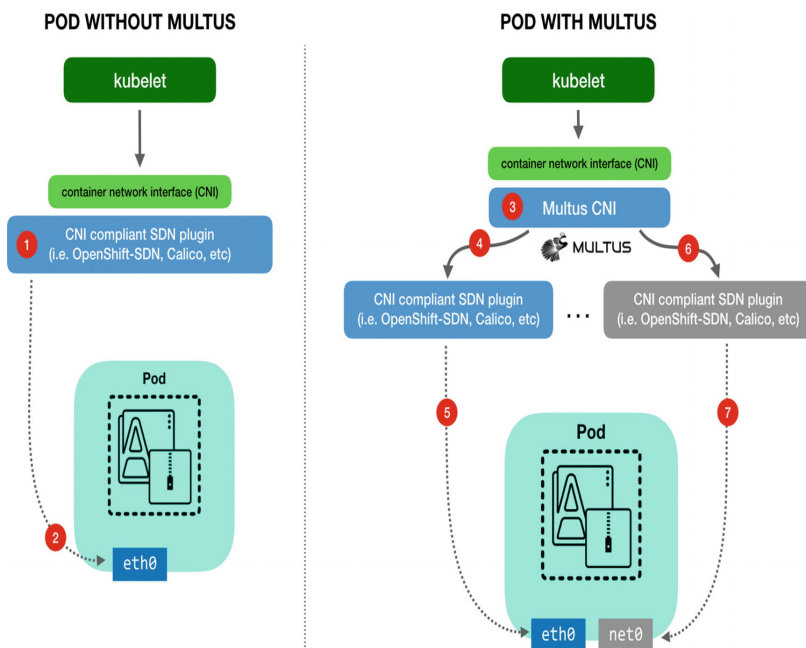 POD WITHOUT MULTUS
kubelet
container network interface (CNI)
1
CNI compliant SDN plugin
(i.e. OpenShift-SDN, Calico, etc)
Pod
2
eth0
POD WITH MULTUS
kubelet
container network interface (CNI)
3
Multus CNI
4
MULTUS
6
CNI compliant SDN plugin
(i.e. OpenShift-SDN, Calico, etc)
...
CNI compliant SDN plugin
(i.e. OpenShift-SDN, Calico, etc)
5
7
Pod
eth0
net0